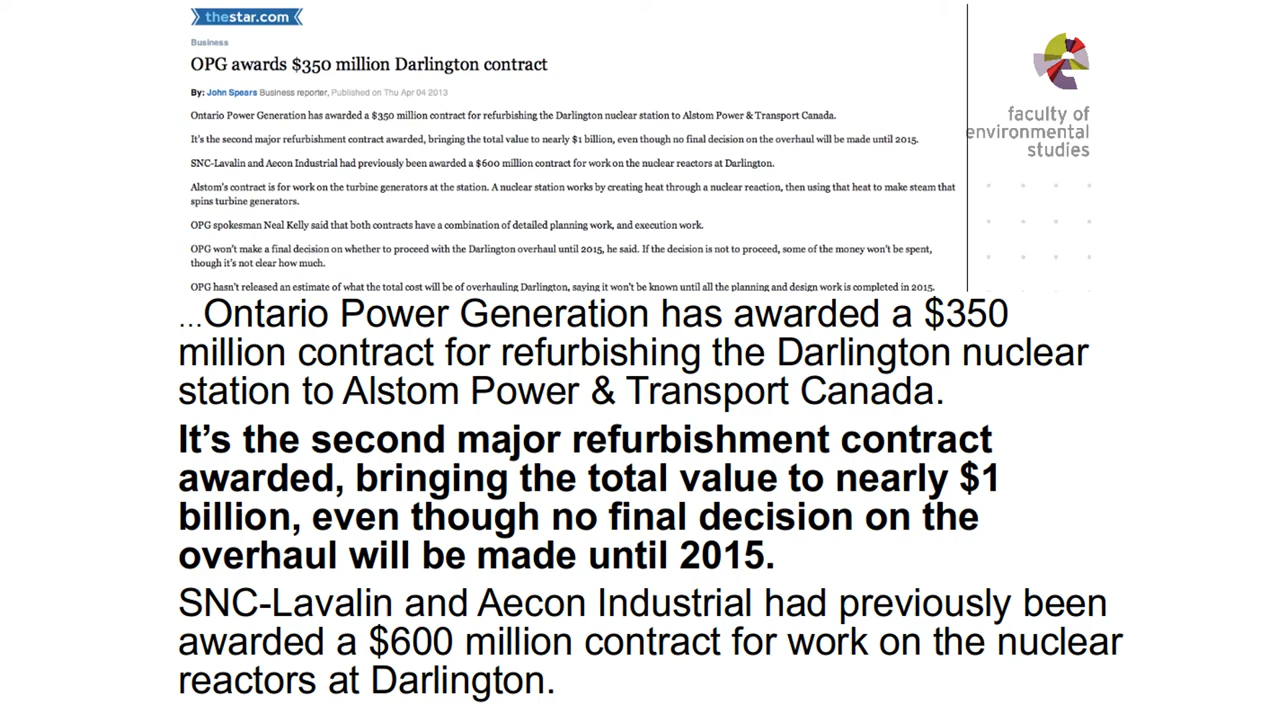 thestar.com
Business
OPG awards $350 million Darlington contract
By: John Spears Business reporter, Published on Thu Apr 04 2013
Ontario Power Generation has awarded a $350 million contract for refurbishing the Darlington nuclear station to Alstom Power & Transport Canada.
It's the second major refurbishment contract awarded, bringing the total value to nearly $1 billion, even though no final decision on the overhaul will be made until 2015.
SNC-Lavalin and Aecon Industrial had previously been awarded a $600 million contract for work on the nuclear reactors at Darlington.
Alstom's contract is for work on the turbine generators at the station. A nuclear station works by creating heat through a nuclear reaction, then using that heat to make steam that
spins turbine generators.
OPG spokesman Neal Kelly said that both contracts have a combination of detailed planning work, and execution work.
OPG won't make a final decision on whether to proceed with the Darlington overhaul until 2015, he said. If the decision is not to proceed, some of the money won't be spent,
though it's not clear how much.
OPG hasn't released an estimate of what the total cost will be of overhauling Darlington, saying it won't be known until all the planning and design work is completed in 2015.
faculty of
environmental
studies
...Ontario Power Generation has awarded a $350
million contract for refurbishing the Darlington nuclear
station to Alstom Power & Transport Canada.
It's the second major refurbishment contract
awarded, bringing the total value to nearly $1
billion, even though no final decision on the
overhaul will be made until 2015.
SNC-Lavalin and Aecon Industrial had previously been
awarded a $600 million contract for work on the nuclear
reactors at Darlington.